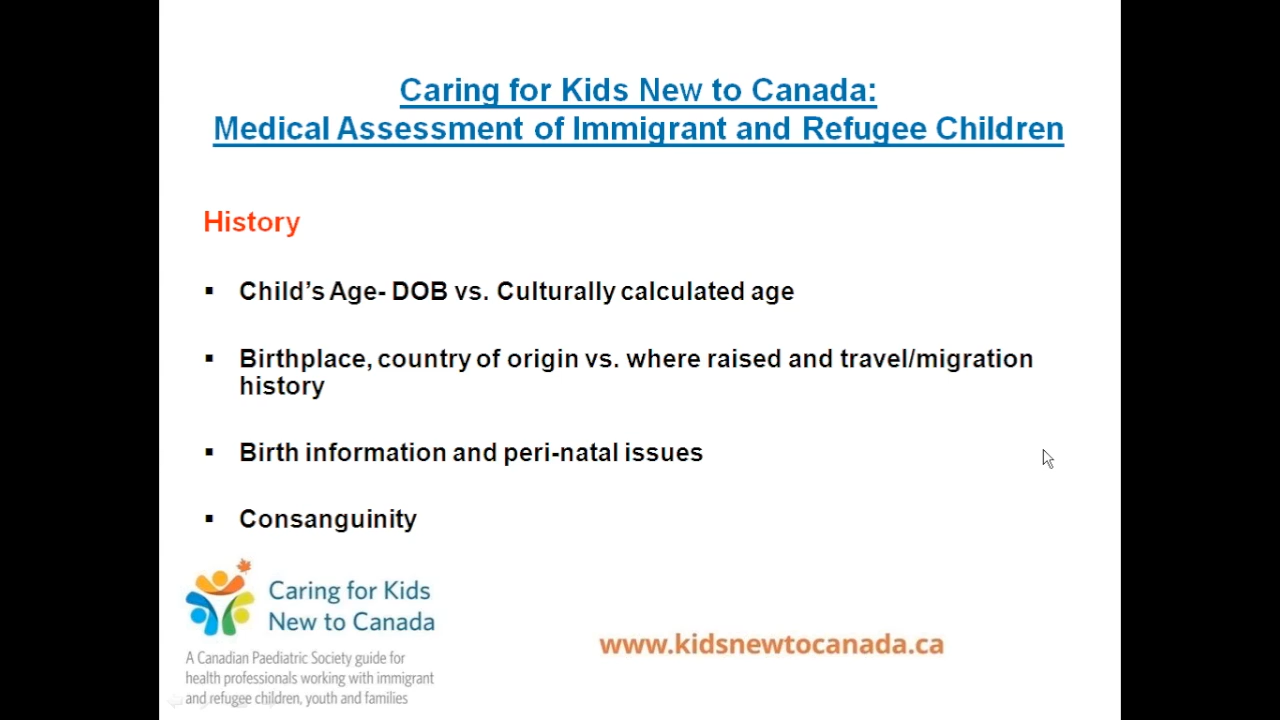 Caring for Kids New to Canada:
Medical Assessment of Immigrant and Refugee Children
History
▪ Child's Age- DOB vs. Culturally calculated age
▪ Birthplace, country of origin vs. where raised and travel/migration
history
▪ Birth information and peri-natal issues
▪ Consanguinity
Caring for Kids
New to Canada
A Canadian Paediatric Society guide for
health professionals working with immigrant
and refugee children, youth and families
www.kidsnewtocanada.ca